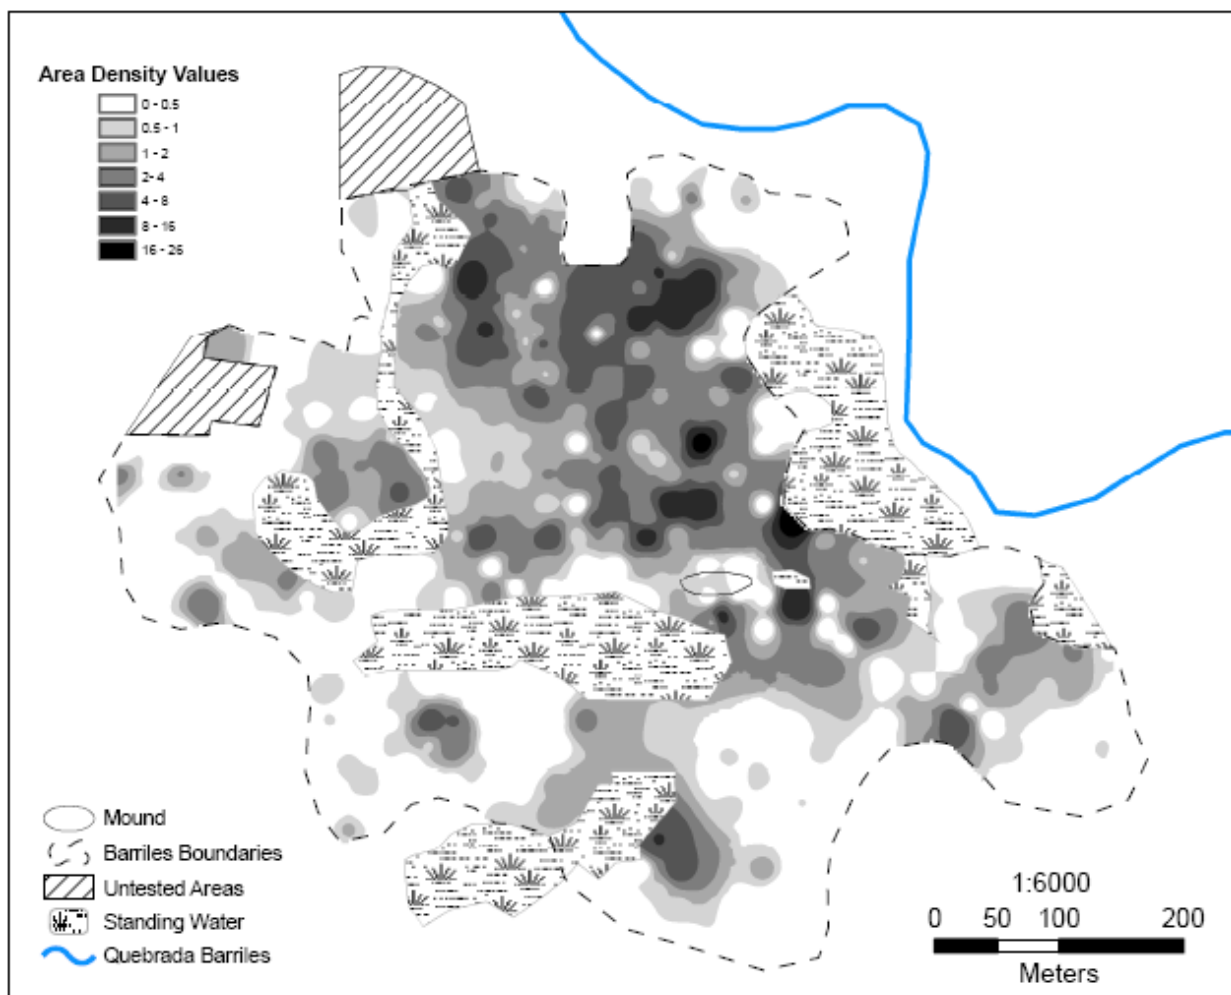 Area Density Values
0 - 0.5
0.5 - 1
1 - 2
2 - 4
4 - 8
8 - 16
16 - 26
Mound
Barriles Boundaries
Untested Areas
Standing Water
Quebrada Barriles
1:6000
0 50 100 200
Meters